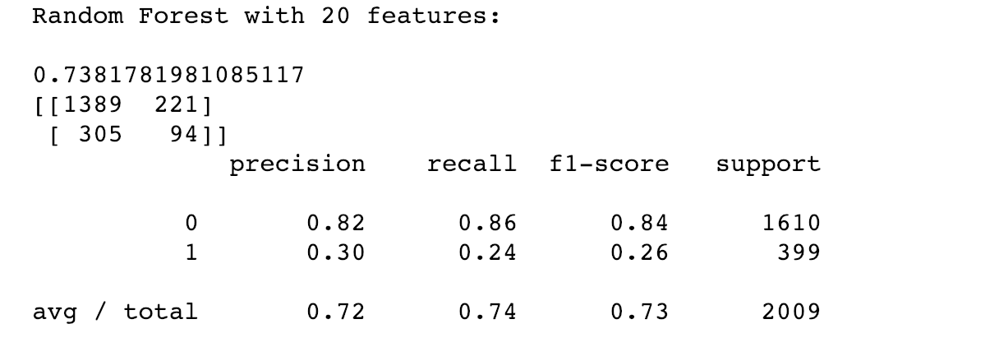 Random Forest with 20 features:
0.7381781981085117
[[1389 221]
[ 305 94]]
precision recall f1-score support
0 0.82 0.86 0.84 1610
1 0.30 0.24 0.26 399
avg / total 0.72 0.74 0.73 2009